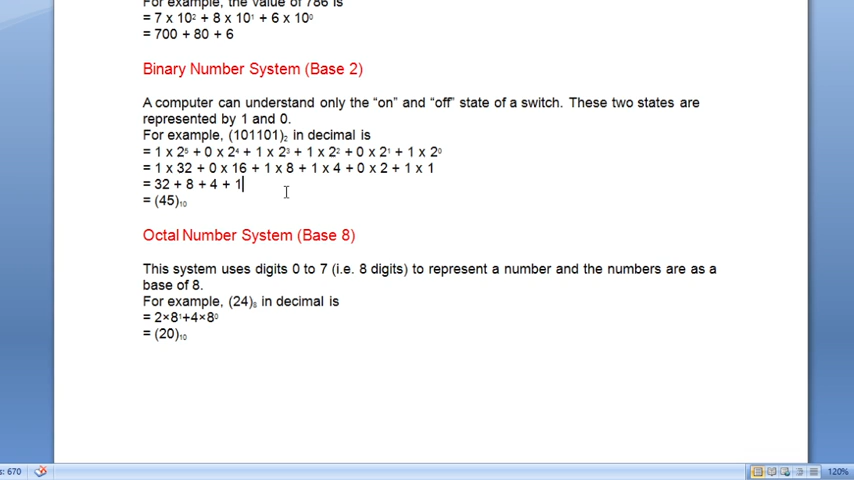 For example, the value of 786 is
= 7 x 10² + 8 x 10¹ + 6 x 10⁰
= 700 + 80 + 6
Binary Number System (Base 2)
A computer can understand only the “on” and “off” state of a switch. These two states are
represented by 1 and 0.
For example, (101101)₂ in decimal is
= 1 x 2⁵ + 0 x 2⁴ + 1 x 2³ + 1 x 2² + 0 x 2¹ + 1 x 2⁰
= 1 x 32 + 0 x 16 + 1 x 8 + 1 x 4 + 0 x 2 + 1 x 1
= 32 + 8 + 4 + 1
= (45)₁₀
Octal Number System (Base 8)
This system uses digits 0 to 7 (i.e. 8 digits) to represent a number and the numbers are as a
base of 8.
For example, (24)₈ in decimal is
= 2×8¹+4×8⁰
= (20)₁₀
: 670
120%